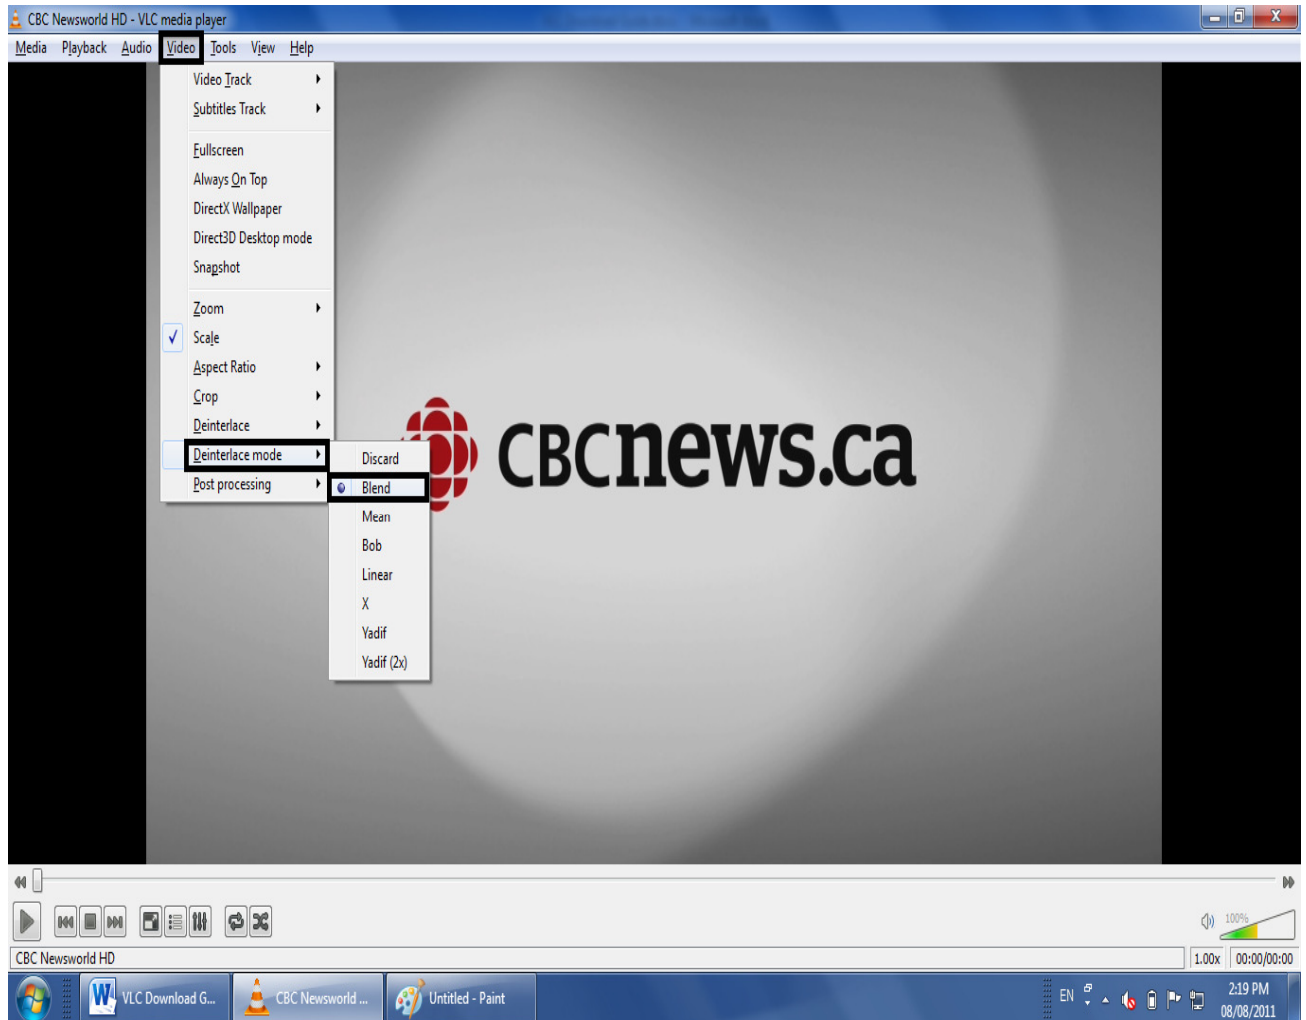 CBC Newsworld HD - VLC media player
Media Playback Audio Video Tools View Help
Video Track
Subtitles Track
Fullscreen
Always On Top
DirectX Wallpaper
Direct3D Desktop mode
Snapshot
Zoom
Scale
Aspect Ratio
Crop
Deinterlace
Deinterlace mode
Post processing
Discard
Blend
Mean
Bob
Linear
X
Yadif
Yadif (2x)
CBCnews.ca
100%
CBC Newsworld HD 1.00x 00:00/00:00
VLC Download G... CBC Newsworld ... Untitled - Paint EN 2:19 PM
08/08/2011